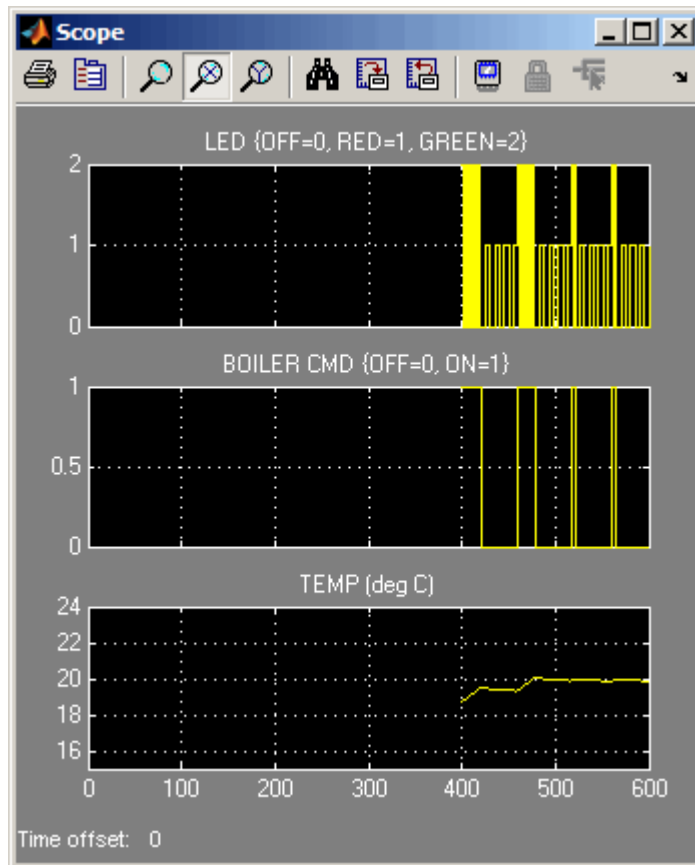 Scope
LED {OFF=0, RED=1, GREEN=2}
2
1
0
BOILER CMD {OFF=0, ON=1}
1
0.5
0
TEMP (deg C)
24
22
20
18
16
0 100 200 300 400 500 600
Time offset: 0